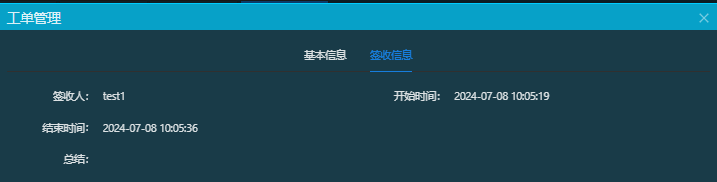 工单管理
基本信息 签收信息
签收人: test1 开始时间: 2024-07-08 10:05:19
结束时间: 2024-07-08 10:05:36
总结: